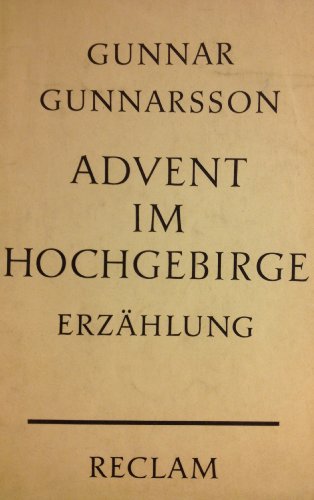 GUNNAR
GUNNARSSON
ADVENT
IM
HOCHGEBIRGE
ERZÄHLUNG
RECLAM